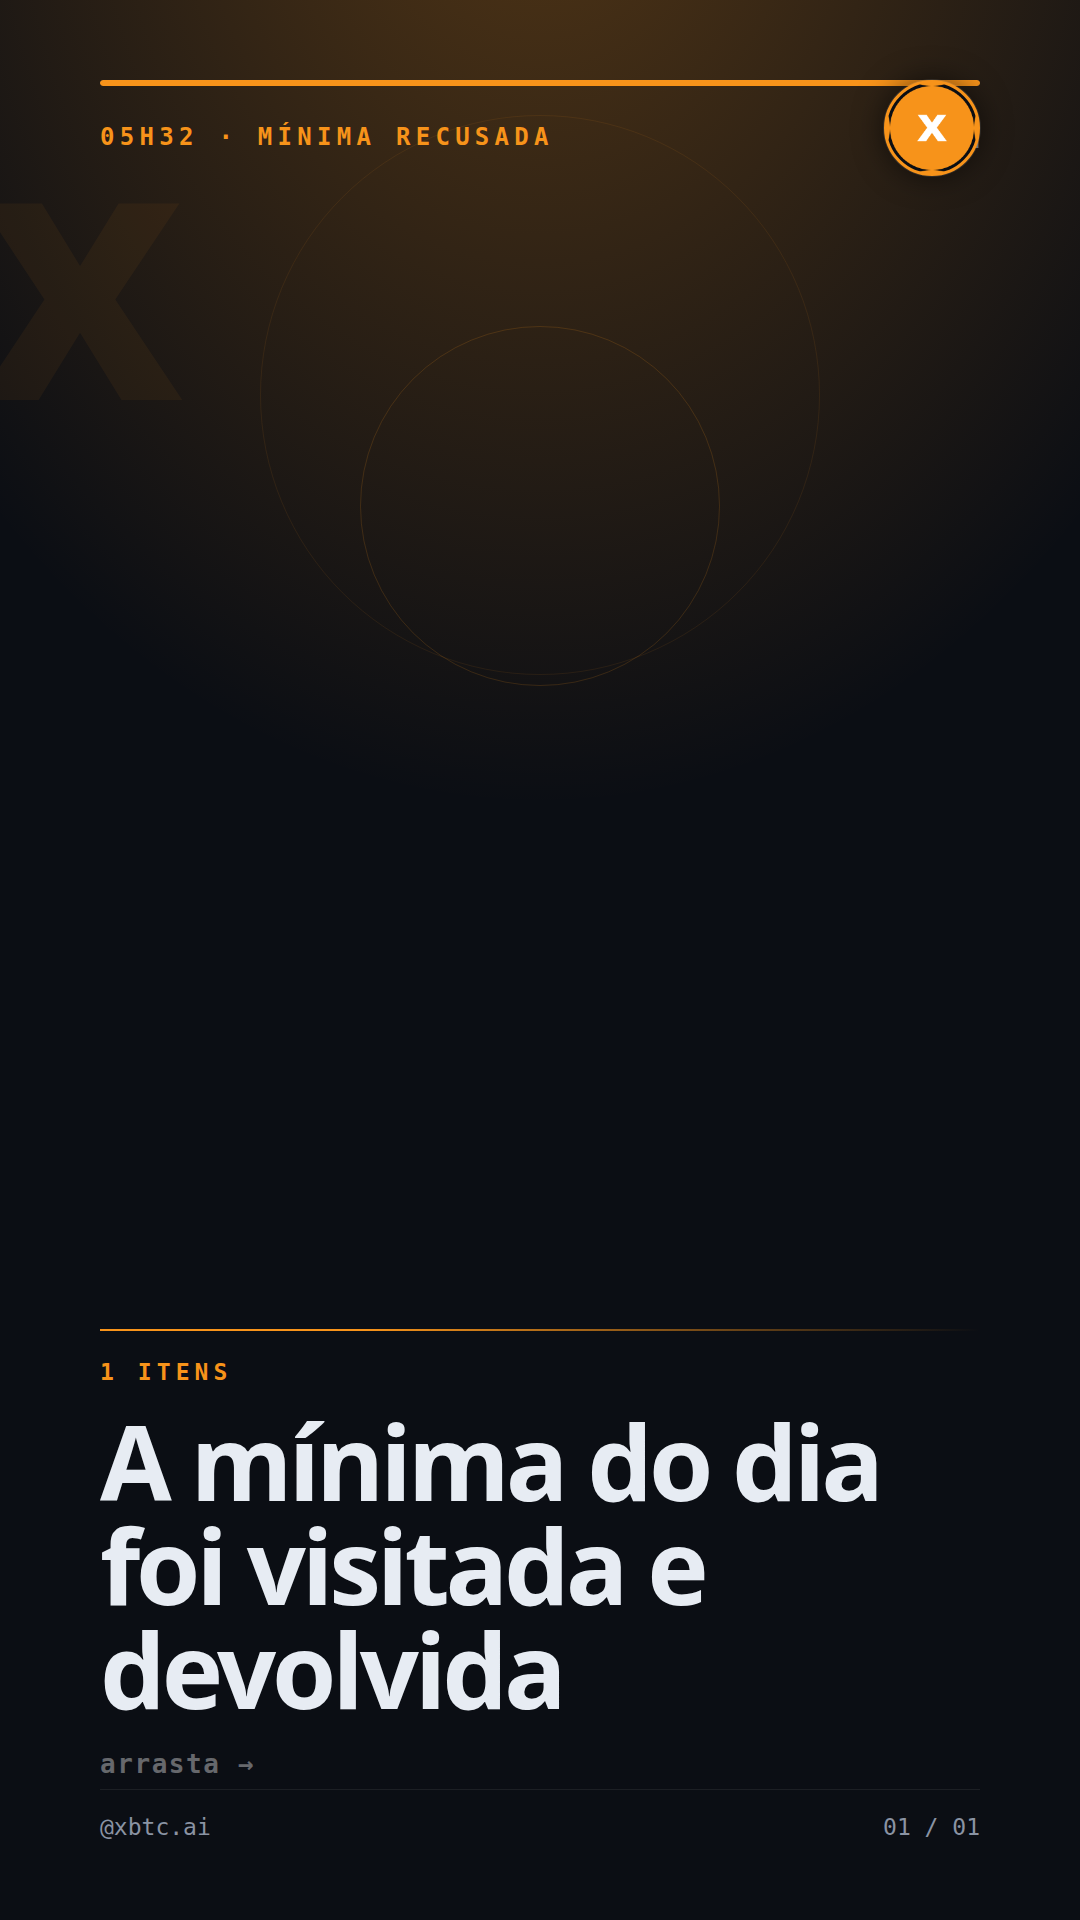 05H32 · MÍNIMA RECUSADA
X
X
1 ITENS
A mínima do dia
foi visitada e
devolvida
arrasta →
@xbtc.ai
01 / 01